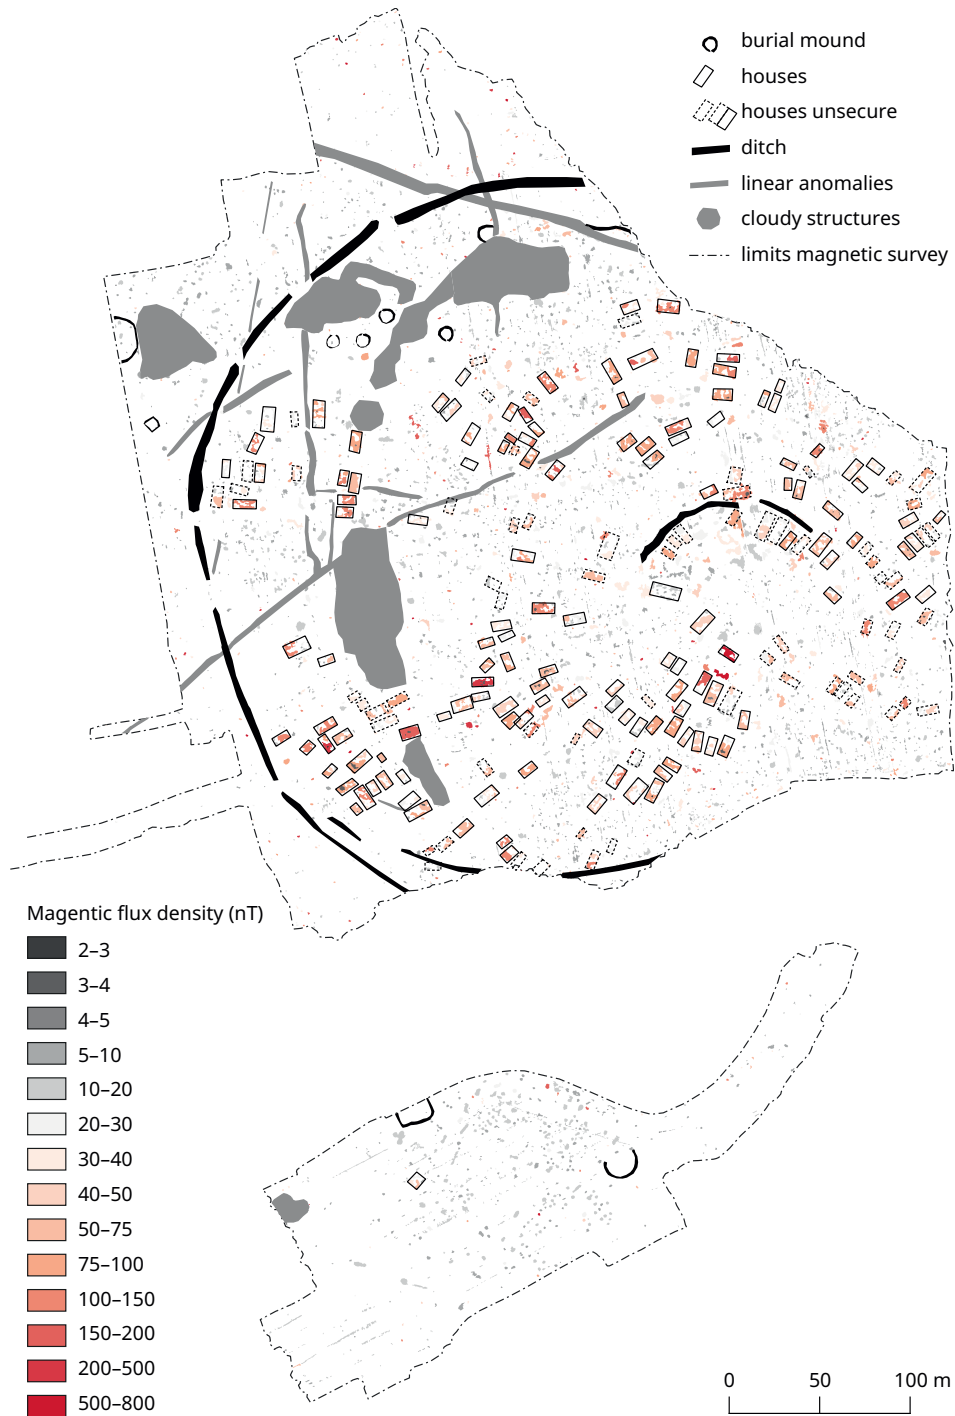 burial mound
houses
houses unsecure
ditch
linear anomalies
cloudy structures
limits magnetic survey
Magentic flux density (nT)
2–3
3–4
4–5
5–10
10–20
20–30
30–40
40–50
50–75
75–100
100–150
150–200
200–500
500–800
0 50 100 m